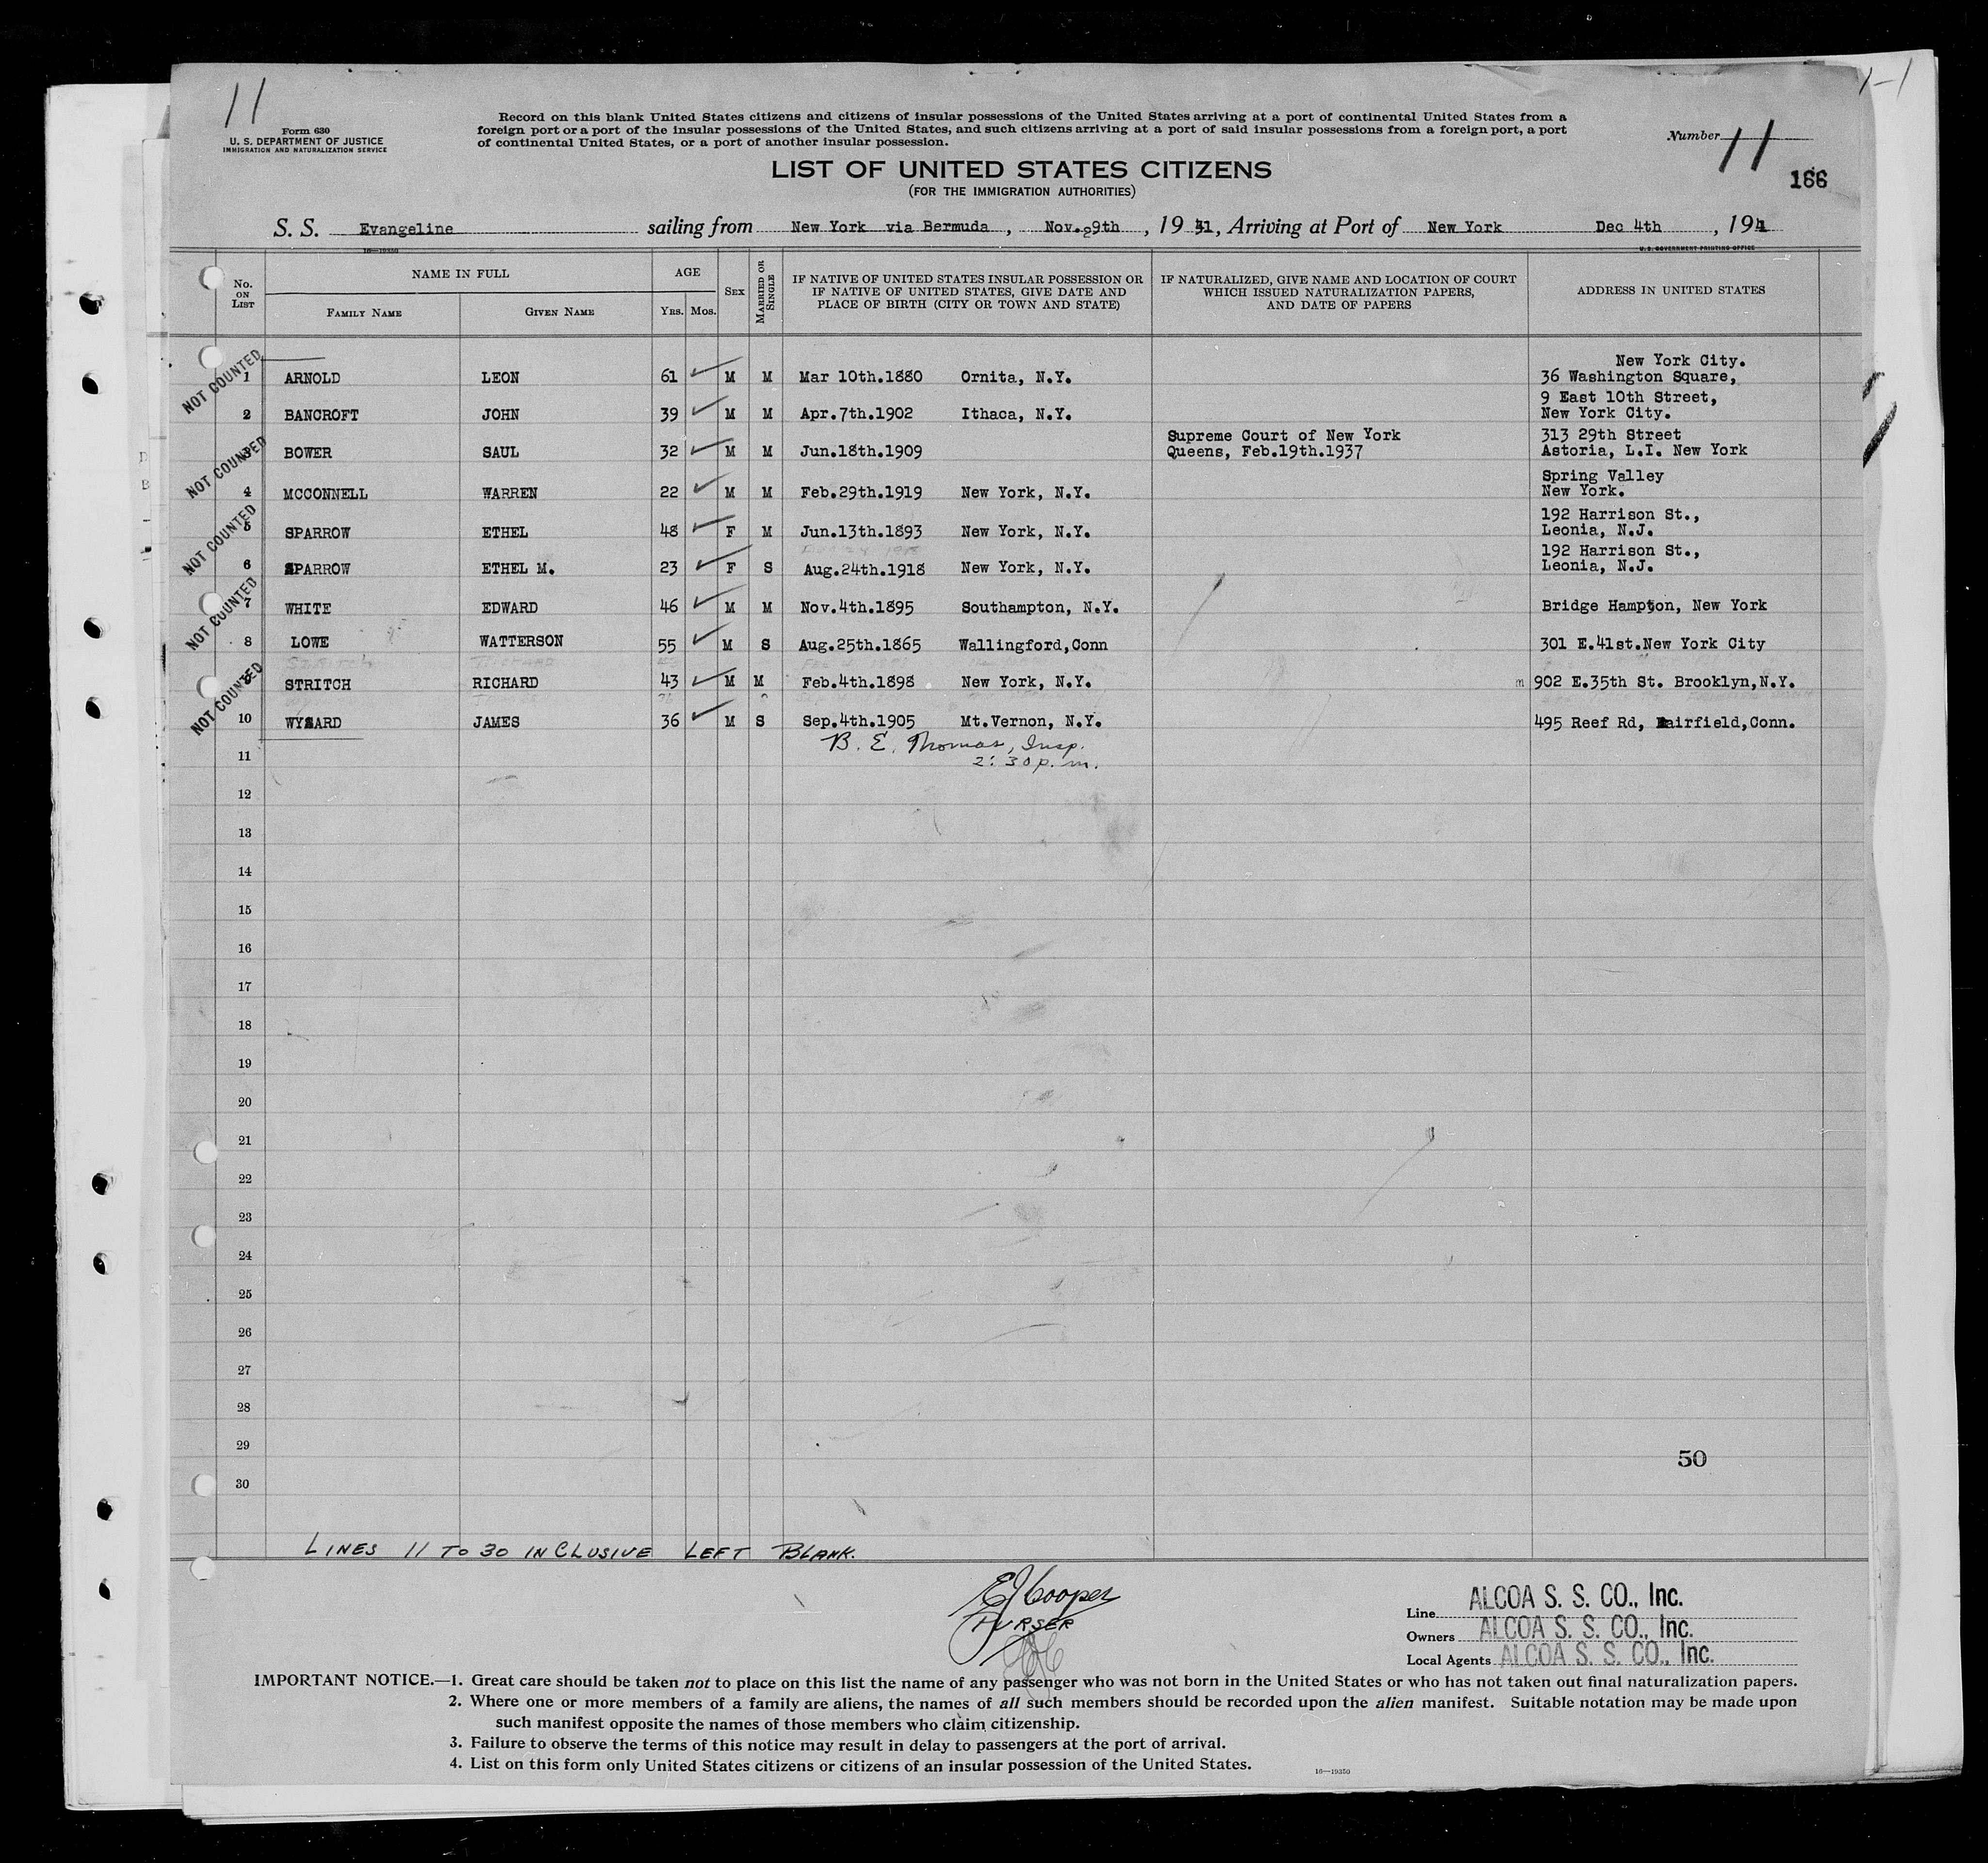 11
1-1
Form 630
U. S. DEPARTMENT OF JUSTICE
IMMIGRATION AND NATURALIZATION SERVICE
Record on this blank United States citizens and citizens of insular possessions of the United States arriving at a port of continental United States from a
foreign port or a port of the insular possessions of the United States, and such citizens arriving at a port of said insular possessions from a foreign port, a port
of continental United States, or a port of another insular possession.
Number 11
LIST OF UNITED STATES CITIZENS
(FOR THE IMMIGRATION AUTHORITIES)
166
S. S. Evangeline sailing from New York via Bermuda, Nov. 29th, 1941, Arriving at Port of New York Dec 4th, 194
16—19350
U. S. GOVERNMENT PRINTING OFFICE
No. ON LIST
NAME IN FULL
FAMILY NAME
GIVEN NAME
AGE
YRS. MOS.
SEX
MARRIED OR SINGLE
IF NATIVE OF UNITED STATES INSULAR POSSESSION OR
IF NATIVE OF UNITED STATES, GIVE DATE AND
PLACE OF BIRTH (CITY OR TOWN AND STATE)
IF NATURALIZED, GIVE NAME AND LOCATION OF COURT
WHICH ISSUED NATURALIZATION PAPERS,
AND DATE OF PAPERS
ADDRESS IN UNITED STATES
NOT COUNTED
New York City.
1 ARNOLD LEON 61 M M Mar 10th.1880 Ornita, N.Y. 36 Washington Square,
9 East 10th Street,
2 BANCROFT JOHN 39 M M Apr.7th.1902 Ithaca, N.Y. New York City.
NOT COUNTED
Supreme Court of New York 313 29th Street
3 BOWER SAUL 32 M M Jun.18th.1909 Queens, Feb.19th.1937 Astoria, L.I. New York
Spring Valley
4 MCCONNELL WARREN 22 M M Feb.29th.1919 New York, N.Y. New York.
NOT COUNTED
192 Harrison St.,
5 SPARROW ETHEL 48 F M Jun.13th.1893 New York, N.Y. Leonia, N.J.
192 Harrison St.,
6 SPARROW ETHEL M. 23 F S Aug.24th.1918 New York, N.Y. Leonia, N.J.
NOT COUNTED
7 WHITE EDWARD 46 M M Nov.4th.1895 Southampton, N.Y. Bridge Hampton, New York
8 LOWE WATTERSON 55 M S Aug.25th.1865 Wallingford,Conn 301 E.41st.New York City
NOT COUNTED
9 STRITCH RICHARD 43 M M Feb.4th.1898 New York, N.Y. m 902 E.35th St. Brooklyn,N.Y.
10 JAMES 36 M S Sep.4th.1905 Mt.Vernon, N.Y. 495 Reef Rd, Fairfield,Conn.
B. E. Thomas, Insp.
11
2:30 p.m.
12
13
14
15
16
17
18
19
20
21
22
23
24
25
26
27
28
29
50
30
LINES 11 TO 30 INCLUSIVE LEFT BLANK.
EJ Cooper
PURSER
Line ALCOA S. S. CO., Inc.
Owners ALCOA S. S. CO., Inc.
Local Agents ALCOA S. S. CO., Inc.
IMPORTANT NOTICE.—1. Great care should be taken not to place on this list the name of any passenger who was not born in the United States or who has not taken out final naturalization papers.
2. Where one or more members of a family are aliens, the names of all such members should be recorded upon the alien manifest. Suitable notation may be made upon
such manifest opposite the names of those members who claim citizenship.
3. Failure to observe the terms of this notice may result in delay to passengers at the port of arrival.
4. List on this form only United States citizens or citizens of an insular possession of the United States.
16—19350